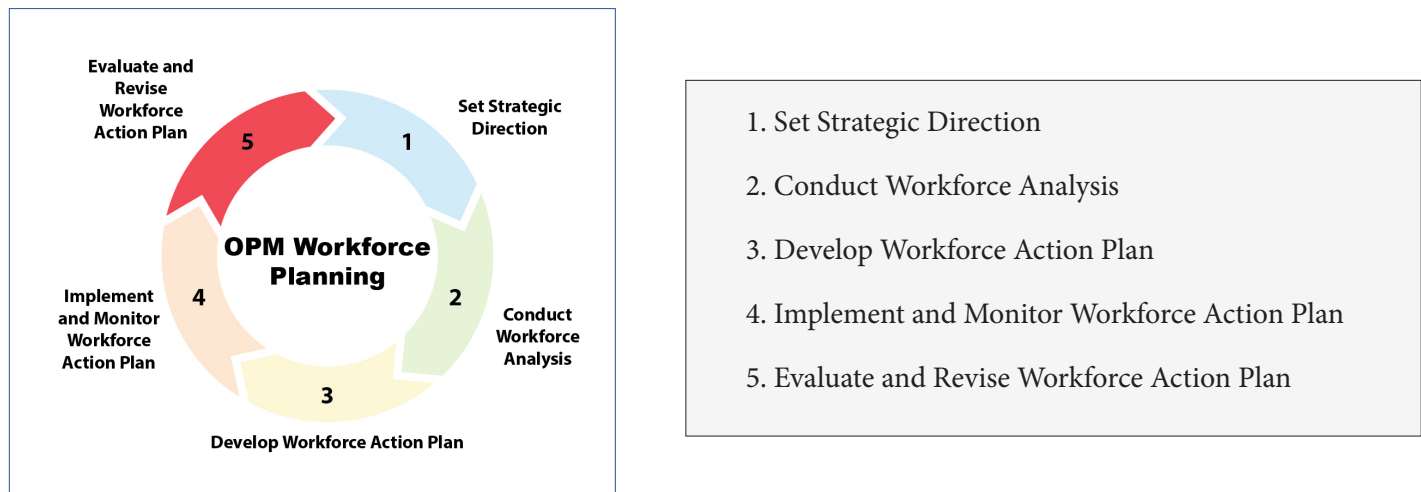 Evaluate and
Revise
Workforce
Action Plan
5
1
Set Strategic
Direction
OPM Workforce
Planning
4
2
Implement
and Monitor
Workforce
Action Plan
Conduct
Workforce
Analysis
3
Develop Workforce Action Plan
1. Set Strategic Direction
2. Conduct Workforce Analysis
3. Develop Workforce Action Plan
4. Implement and Monitor Workforce Action Plan
5. Evaluate and Revise Workforce Action Plan